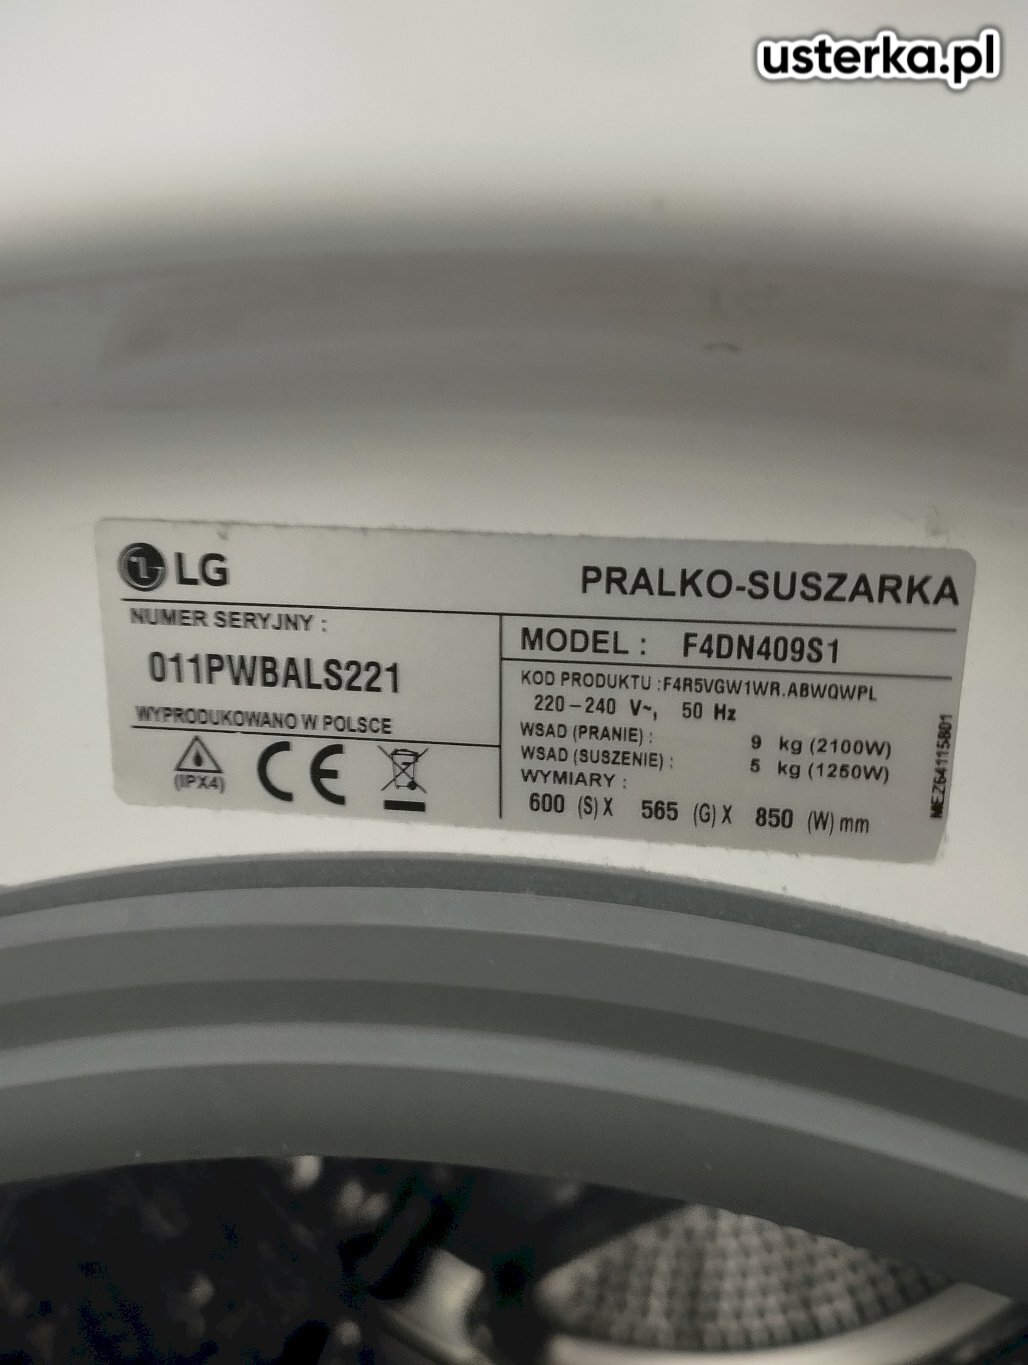 usterka.pl
LG
PRALKO-SUSZARKA
NUMER SERYJNY :
011PWBALS221
WYPRODUKOWANO W POLSCE
(IPX4)
CE
MODEL : F4DN409S1
KOD PRODUKTU :F4R5VGW1WR.ABWQWPL
220-240 V~, 50 Hz
WSAD (PRANIE) : 9 kg (2100W)
WSAD (SUSZENIE) : 5 kg (1250W)
WYMIARY :
600 (S) X 565 (G) X 850 (W) mm
MEZ64115801